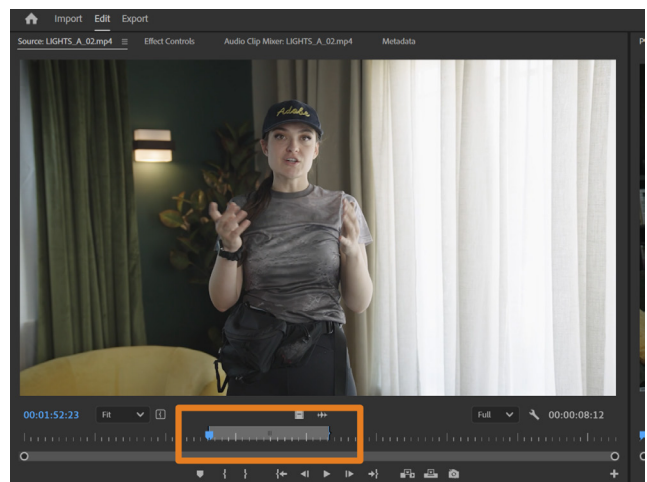 Import Edit Export
Source: LIGHTS_A_02.mp4 Effect Controls Audio Clip Mixer: LIGHTS_A_02.mp4 Metadata
Adobe
00:01:52:23 Fit Full 00:00:08:12